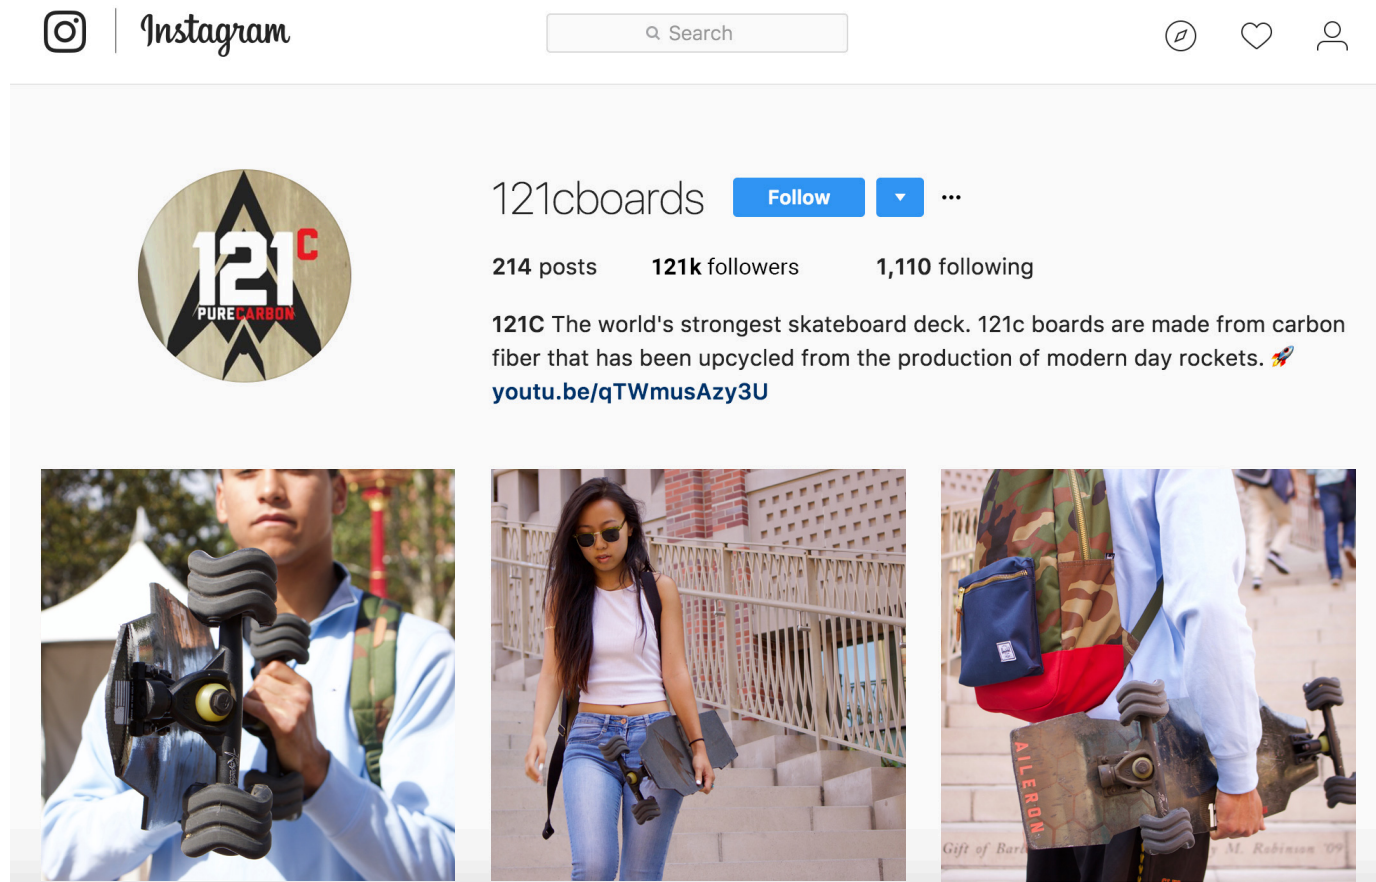 Instagram
Search
121cboards Follow ...
214 posts 121k followers 1,110 following
121C The world's strongest skateboard deck. 121c boards are made from carbon
fiber that has been upcycled from the production of modern day rockets. 🚀
youtu.be/qTWmusAzy3U
121C
PURECARBON
AILERON
Gift of
y M. Robinson '09